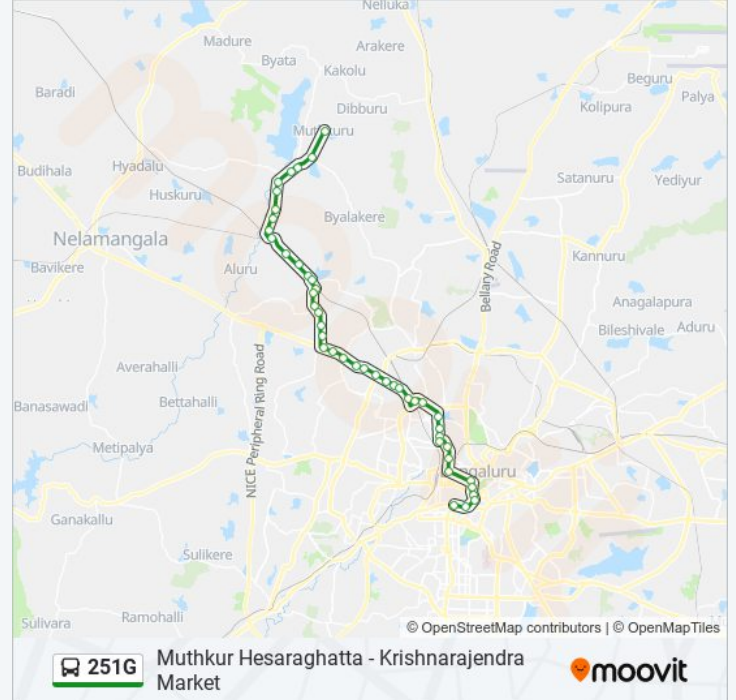 Nelluka
Madure
Arakere
Byata
Kakolu
Beguru
Baradi
Palya
Dibburu
Kolipura
Hyadalu
Budihala
Satanuru
Yediyur
Huskuru
Byalakere
Nelamangala
Kannuru
Bavikere
Aluru
Bellary Road
Anagalapura
Bileshivale
Aduru
Averahalli
NICE Peripheral Ring Road
Bettahalli
Banasawadi
Metipalya
galuru
Ganakallu
Sulikere
Ramohalli
Sulivara
© OpenStreetMap contributors | © OpenMapTiles
251G
Muthkur Hesaraghatta - Krishnarajendra
Market
moovit